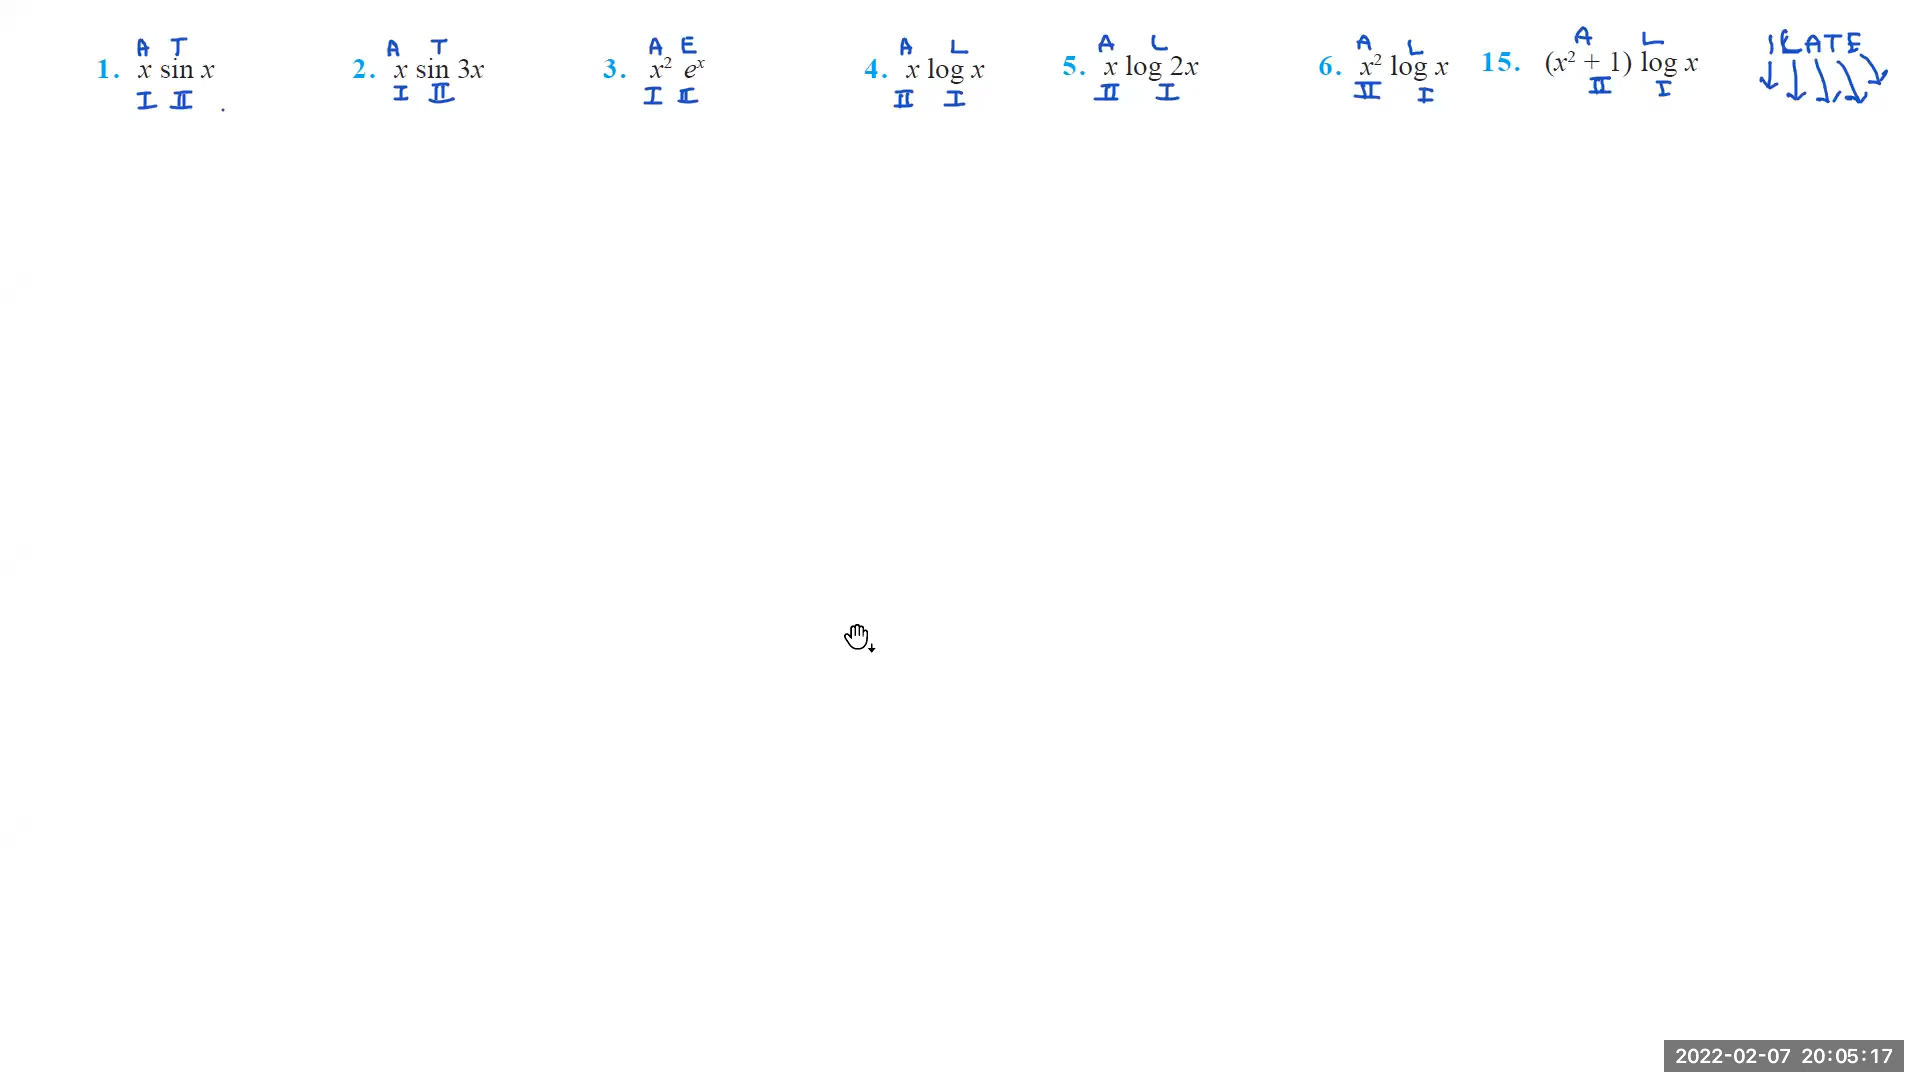 A T A T A E A L A L A L A L ILATE
1. x sin x 2. x sin 3x 3. x² eˣ 4. x log x 5. x log 2x 6. x² log x 15. (x² + 1) log x
I II . I II I II II I II I II I II I
2022-02-07 20:05:17